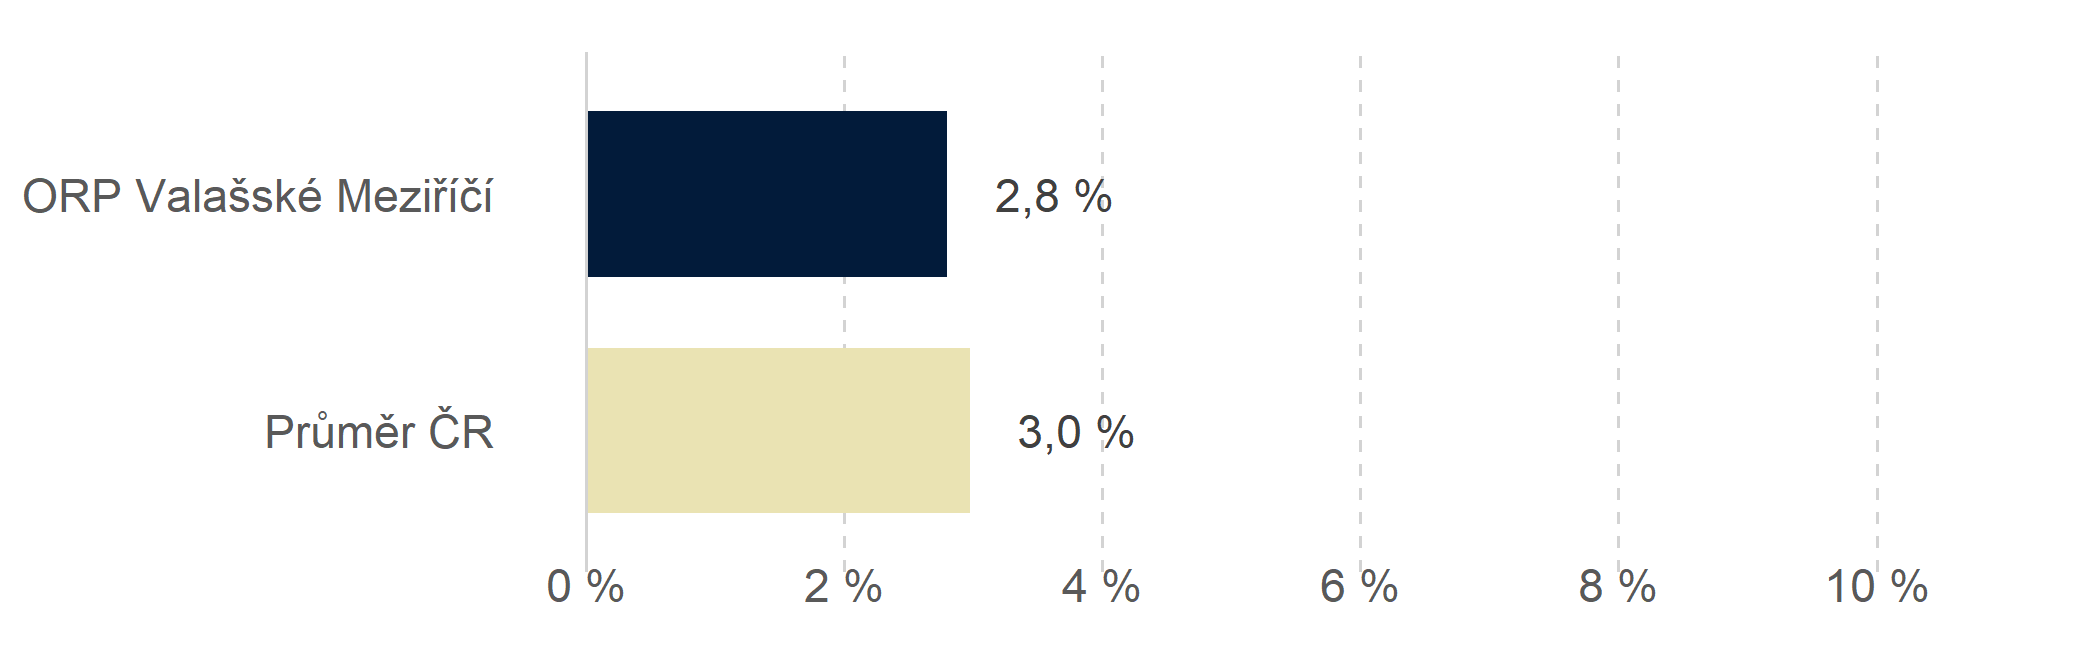 ORP Valašské Meziříčí
2,8 %
Průměr ČR
3,0 %
0 % 2 % 4 % 6 % 8 % 10 %